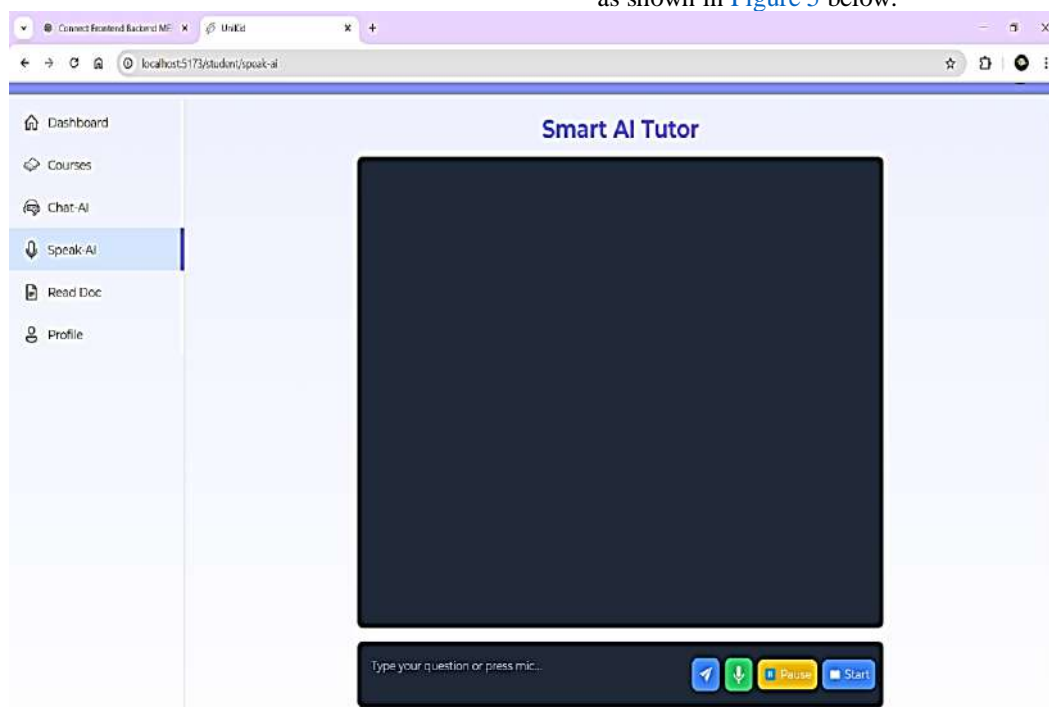 as shown in Figure 5 below.
Connect Frontend Backend ME
UniKid
localhost:5173/student/speak-ai
Dashboard
Courses
Chat-AI
Speak-AI
Read Doc
Profile
Smart AI Tutor
Type your question or press mic...
Pause
Start